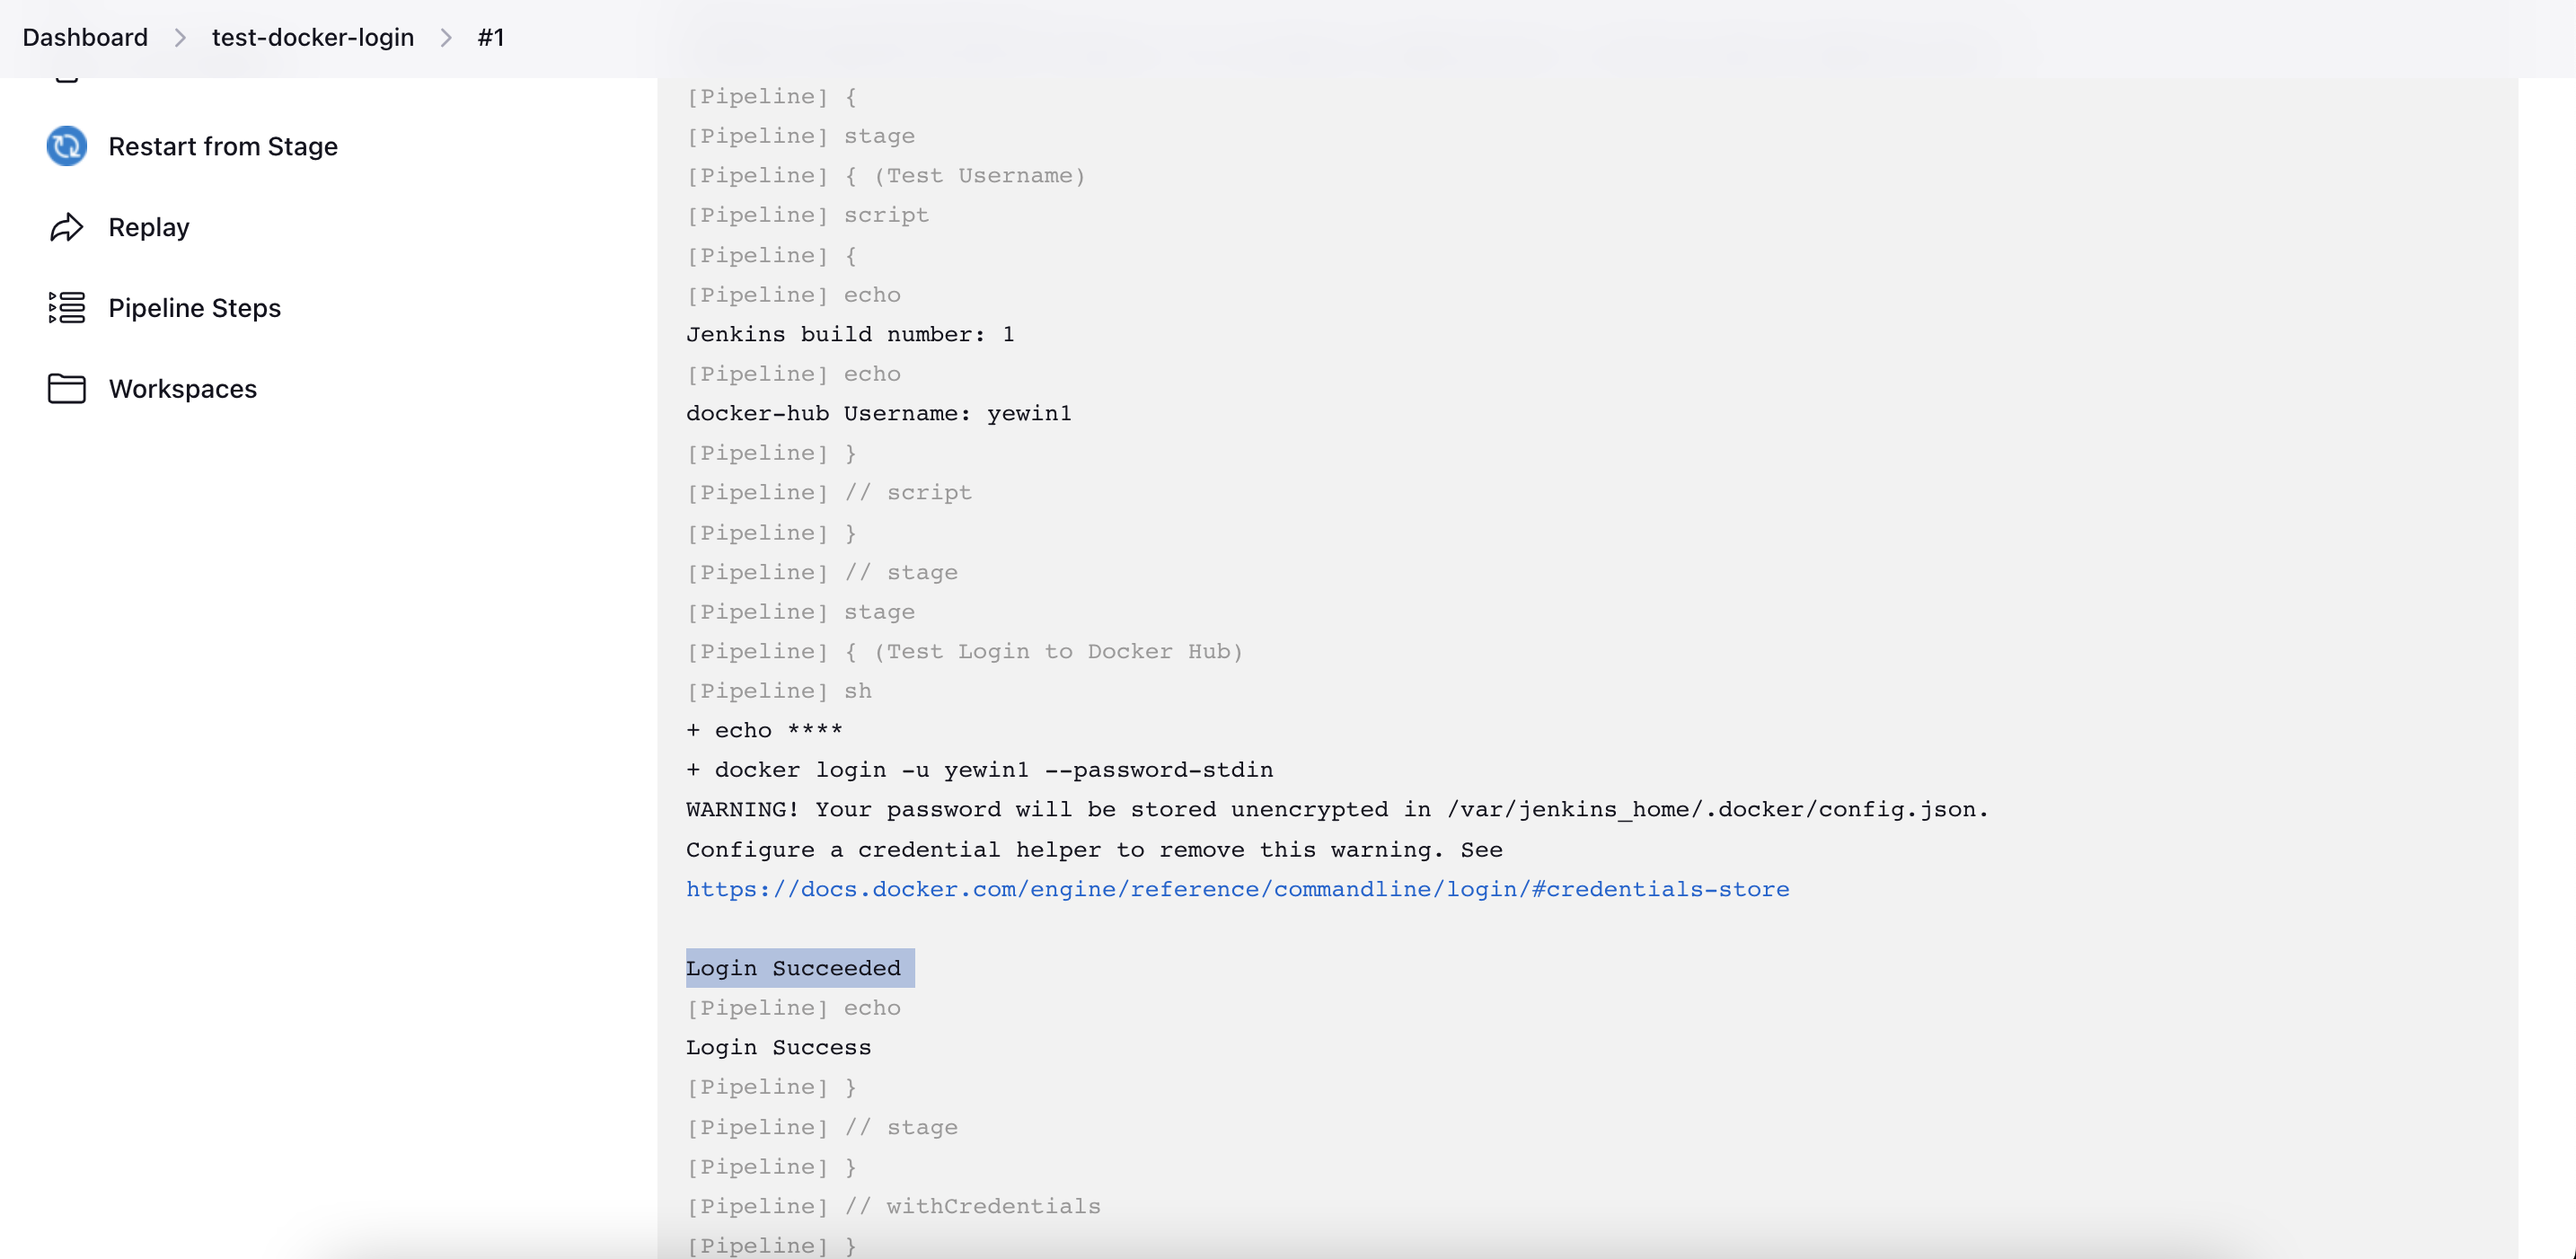 Dashboard > test-docker-login > #1
Restart from Stage
Replay
Pipeline Steps
Workspaces
[Pipeline] {
[Pipeline] stage
[Pipeline] { (Test Username)
[Pipeline] script
[Pipeline] {
[Pipeline] echo
Jenkins build number: 1
[Pipeline] echo
docker-hub Username: yewin1
[Pipeline] }
[Pipeline] // script
[Pipeline] }
[Pipeline] // stage
[Pipeline] stage
[Pipeline] { (Test Login to Docker Hub)
[Pipeline] sh
+ echo ****
+ docker login -u yewin1 --password-stdin
WARNING! Your password will be stored unencrypted in /var/jenkins_home/.docker/config.json.
Configure a credential helper to remove this warning. See
https://docs.docker.com/engine/reference/commandline/login/#credentials-store
Login Succeeded
[Pipeline] echo
Login Success
[Pipeline] }
[Pipeline] // stage
[Pipeline] }
[Pipeline] // withCredentials
[Pipeline] }